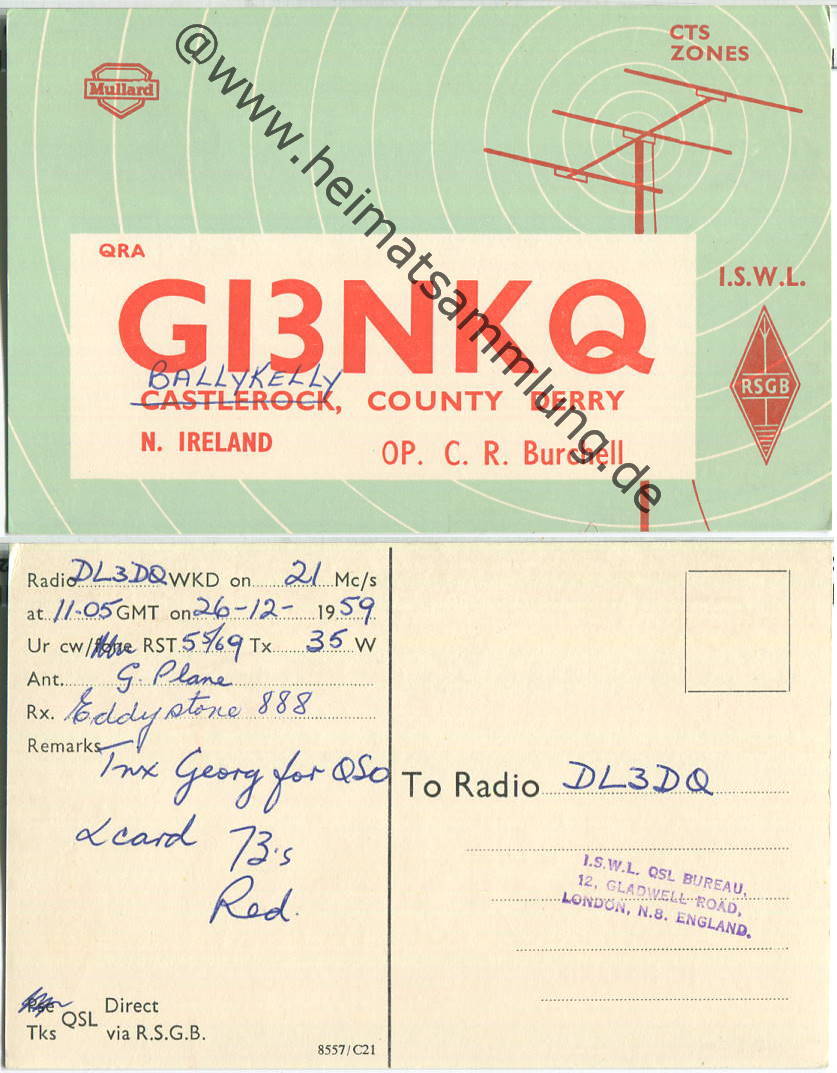 CTS
ZONES
Mullard
@www.heimatsammlung.de
QRA
GI3NKQ
I.S.W.L.
RSGB
BALLYKELLY
CASTLEROCK, COUNTY DERRY
N. IRELAND
OP. C. R. Burchell
Radio DL3DQ WKD on 21 Mc/s
at 11-05 GMT on 26-12- 1959
Ur cw/fone RST 55/69 Tx 35 W
Ant. G. Plane
Rx. Eddystone 888
Remarks
Tnx Georg for QSO
& card 73's
Red.
Pse
Tks QSL Direct
via R.S.G.B.
8557/C21
To Radio DL3DQ
I.S.W.L. QSL BUREAU,
12, GLADWELL ROAD,
LONDON, N.8. ENGLAND.